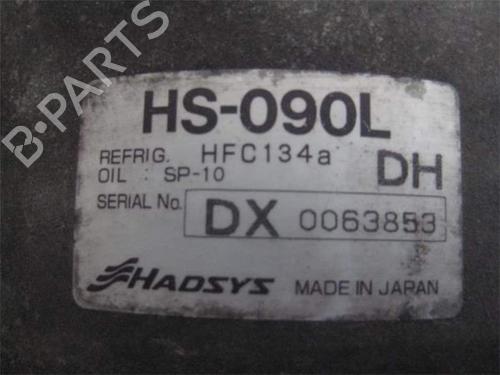 B-PARTS
HS-090L
REFRIG. HFC134a
OIL : SP-10
DH
SERIAL No. DX 0063853
HADSYS MADE IN JAPAN